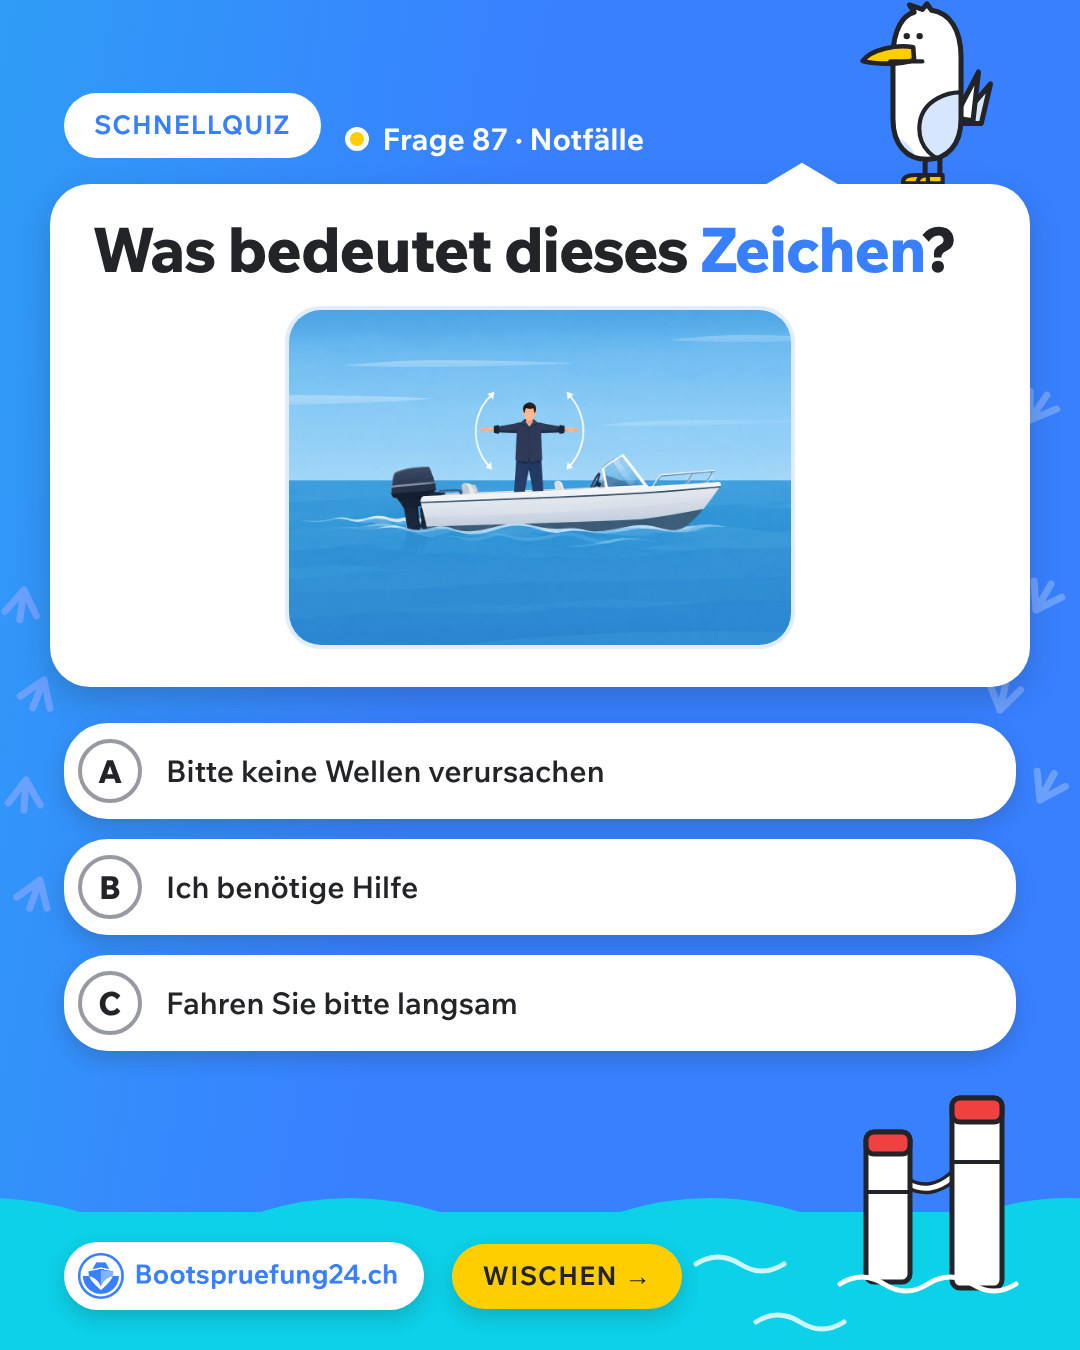 SCHNELLQUIZ
Frage 87 · Notfälle
Was bedeutet dieses Zeichen?
A Bitte keine Wellen verursachen
B Ich benötige Hilfe
C Fahren Sie bitte langsam
Bootspruefung24.ch
WISCHEN →